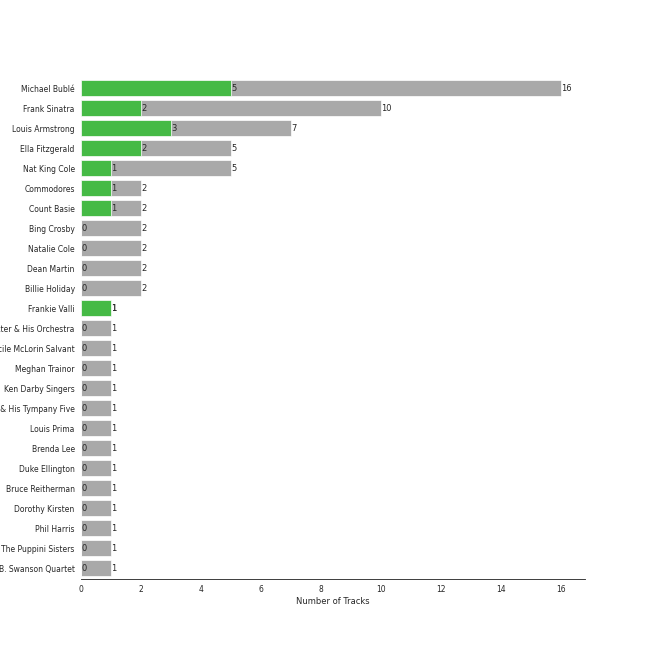 Michael Bublé 5 16
Frank Sinatra 2 10
Louis Armstrong 3 7
Ella Fitzgerald 2 5
Nat King Cole 1 5
Commodores 1 2
Count Basie 1 2
Bing Crosby 0 2
Natalie Cole 0 2
Dean Martin 0 2
Billie Holiday 0 2
Frankie Valli 1
& His Orchestra 0 1
McLorin Salvant 0 1
Meghan Trainor 0 1
Ken Darby Singers 0 1
& His Tympany Five 0 1
Louis Prima 0 1
Brenda Lee 0 1
Duke Ellington 0 1
Bruce Reitherman 0 1
Dorothy Kirsten 0 1
Phil Harris 0 1
The Puppini Sisters 0 1
B. Swanson Quartet 0 1
0 2 4 6 8 10 12 14 16
Number of Tracks